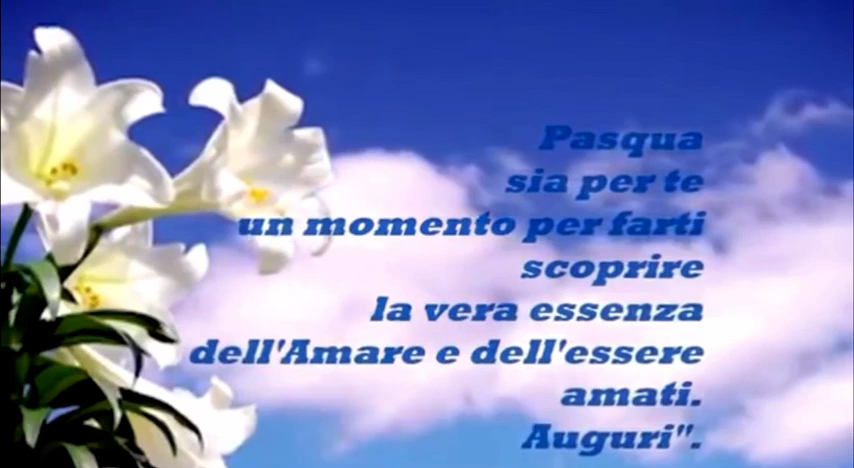 Pasqua
sia per te
un momento per farti
scoprire
la vera essenza
dell'Amare e dell'essere
amati.
Auguri".